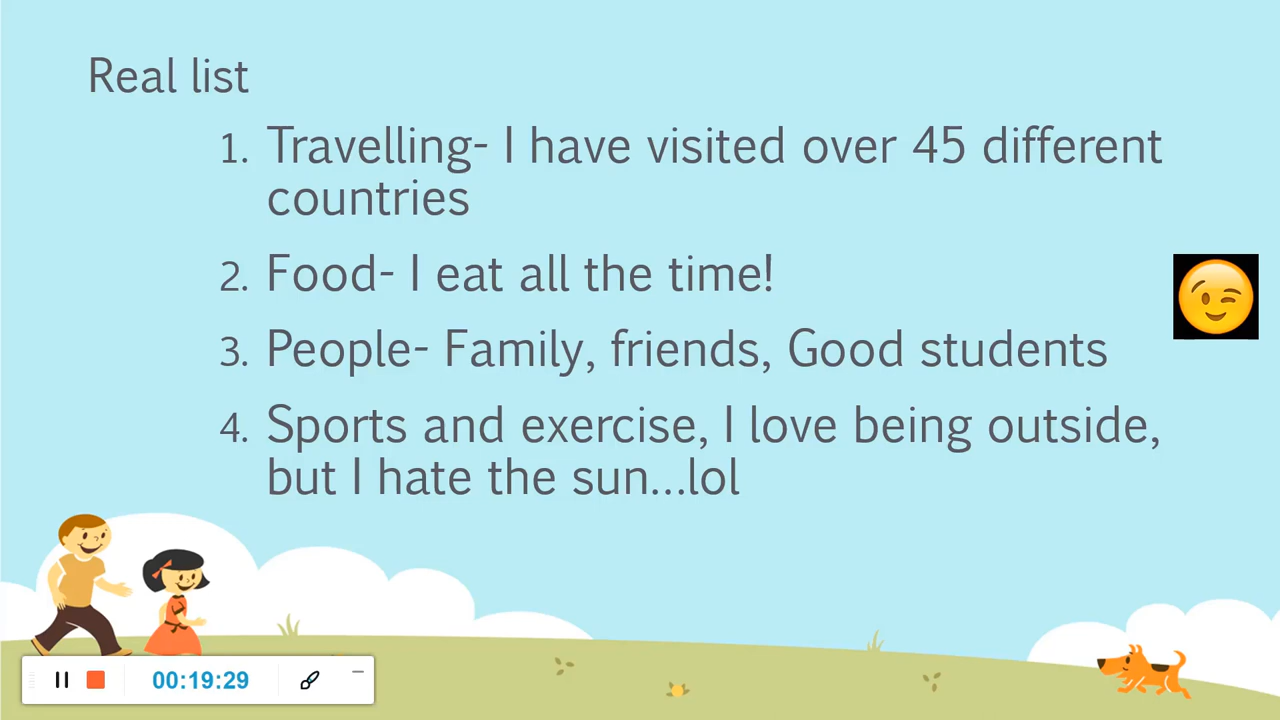 Real list
1. Travelling- I have visited over 45 different
countries
2. Food- I eat all the time!
3. People- Family, friends, Good students
4. Sports and exercise, I love being outside,
but I hate the sun...lol
00:19:29